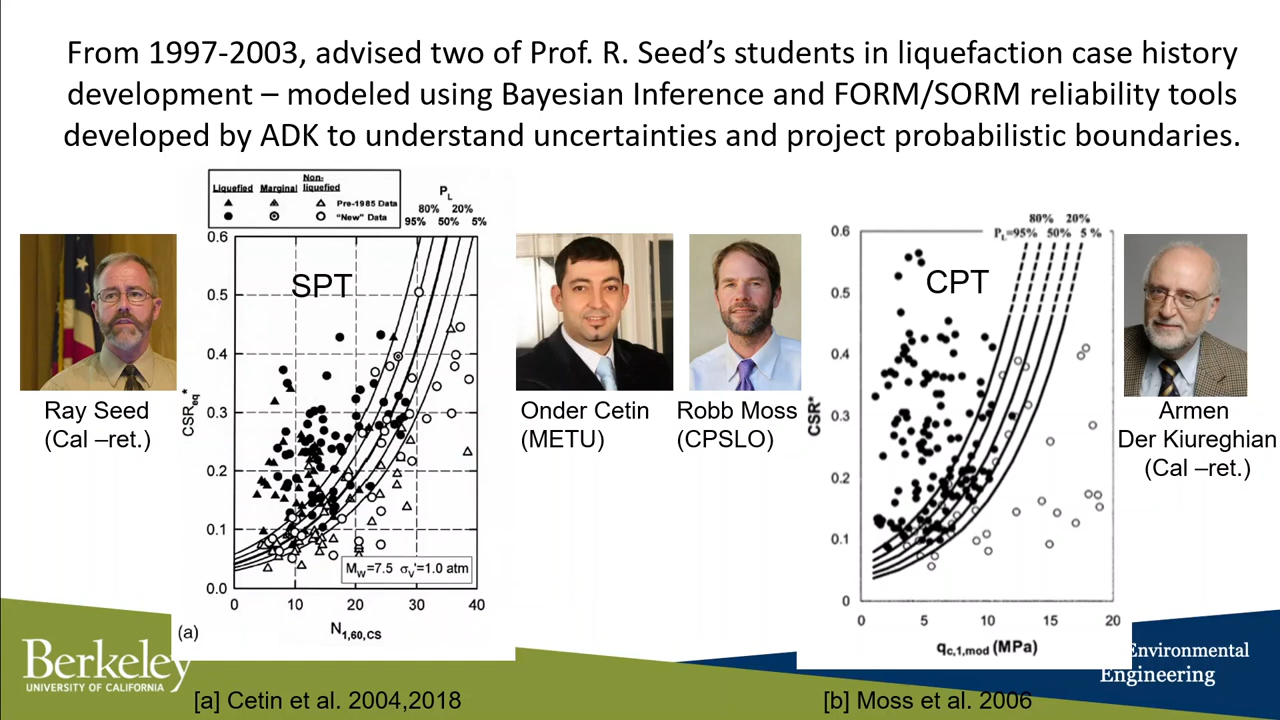 From 1997-2003, advised two of Prof. R. Seed's students in liquefaction case history
development – modeled using Bayesian Inference and FORM/SORM reliability tools
developed by ADK to understand uncertainties and project probabilistic boundaries.
Liquefied Marginal Non-liquefied
Pre-1985 Data
"New" Data
P_L
80% 20%
95% 50% 5%
0.6
0.5
0.4
0.3
0.2
0.1
0.0
CSR_eq*
SPT
M_W=7.5 σ_v'=1.0 atm
0 10 20 30 40
N_1,60,CS
(a)
Ray Seed
(Cal –ret.)
Onder Cetin
(METU)
Robb Moss
(CPSLO)
80% 20%
P_L=95% 50% 5 %
0.6
0.5
0.4
0.3
0.2
0.1
0
CSR*
CPT
0 5 10 15 20
q_c,1,mod (MPa)
Armen
Der Kiureghian
(Cal –ret.)
Berkeley
UNIVERSITY OF CALIFORNIA
Environmental
Engineering
[a] Cetin et al. 2004,2018
[b] Moss et al. 2006